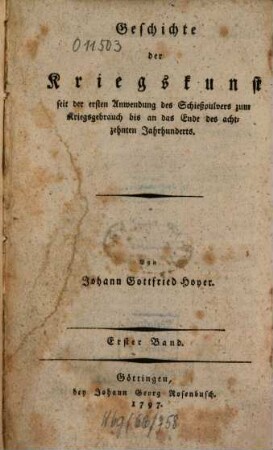 011503
Geschichte
der
Kriegskunst
seit der ersten Anwendung des Schießpulvers zum
Kriegsgebrauch bis an das Ende des acht-
zehnten Jahrhunderts.
Von
Johann Gottfried Hoyer.
Erster Band.
Göttingen,
bey Johann Georg Rosenbusch.
1797.